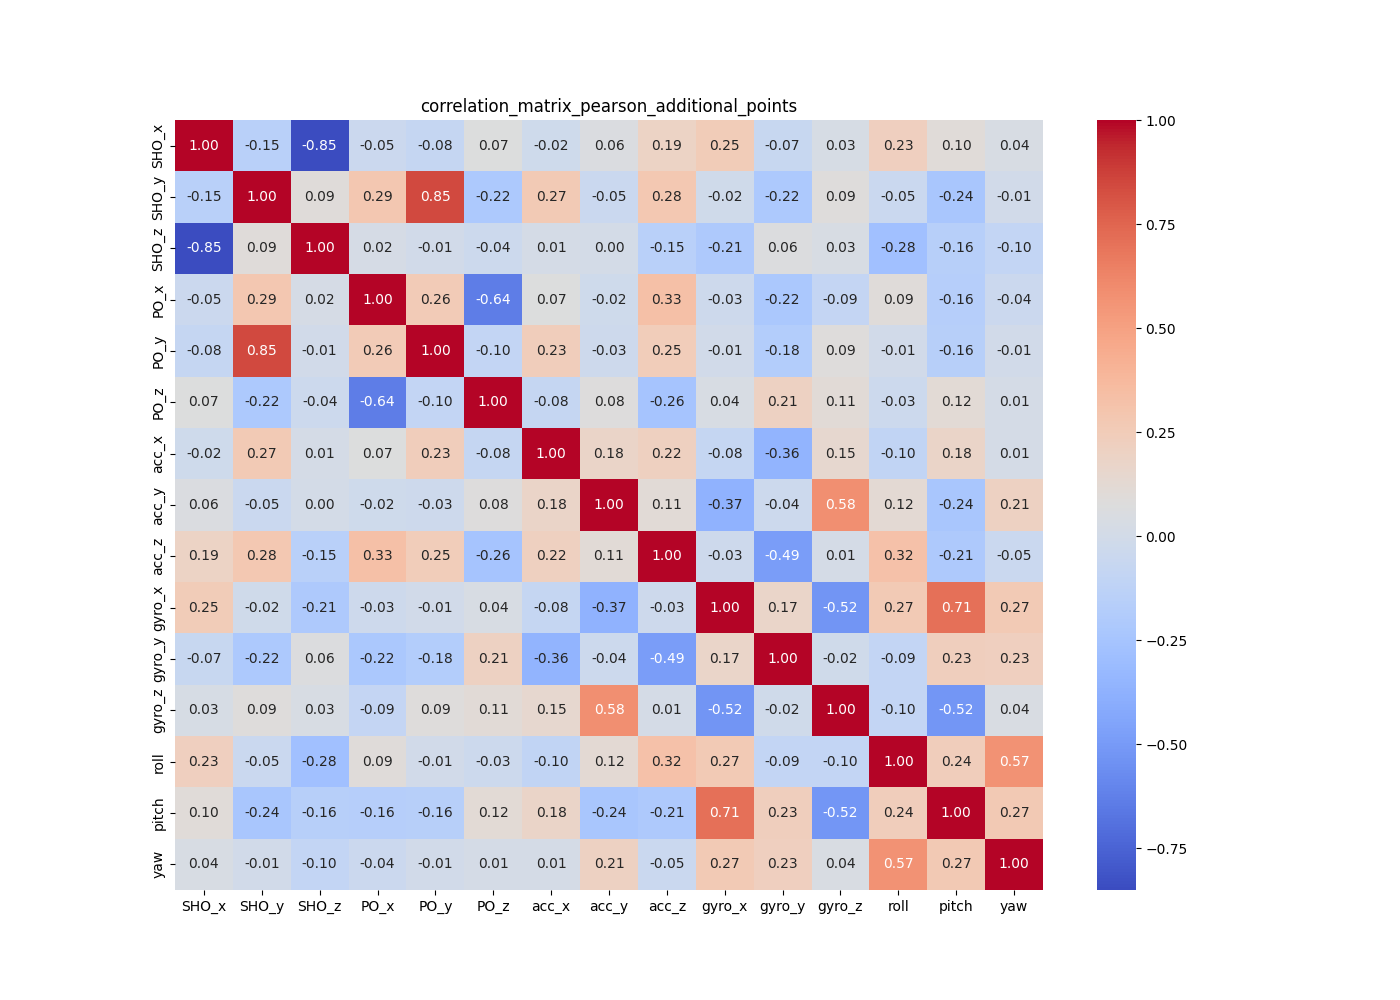 correlation_matrix_pearson_additional_points
SHO_x 1.00 -0.15 -0.85 -0.05 -0.08 0.07 -0.02 0.06 0.19 0.25 -0.07 0.03 0.23 0.10 0.04
SHO_y -0.15 1.00 0.09 0.29 0.85 -0.22 0.27 -0.05 0.28 -0.02 -0.22 0.09 -0.05 -0.24 -0.01
SHO_z -0.85 0.09 1.00 0.02 -0.01 -0.04 0.01 0.00 -0.15 -0.21 0.06 0.03 -0.28 -0.16 -0.10
PO_x -0.05 0.29 0.02 1.00 0.26 -0.64 0.07 -0.02 0.33 -0.03 -0.22 -0.09 0.09 -0.16 -0.04
PO_y -0.08 0.85 -0.01 0.26 1.00 -0.10 0.23 -0.03 0.25 -0.01 -0.18 0.09 -0.01 -0.16 -0.01
PO_z 0.07 -0.22 -0.04 -0.64 -0.10 1.00 -0.08 0.08 -0.26 0.04 0.21 0.11 -0.03 0.12 0.01
acc_x -0.02 0.27 0.01 0.07 0.23 -0.08 1.00 0.18 0.22 -0.08 -0.36 0.15 -0.10 0.18 0.01
acc_y 0.06 -0.05 0.00 -0.02 -0.03 0.08 0.18 1.00 0.11 -0.37 -0.04 0.58 0.12 -0.24 0.21
acc_z 0.19 0.28 -0.15 0.33 0.25 -0.26 0.22 0.11 1.00 -0.03 -0.49 0.01 0.32 -0.21 -0.05
gyro_x 0.25 -0.02 -0.21 -0.03 -0.01 0.04 -0.08 -0.37 -0.03 1.00 0.17 -0.52 0.27 0.71 0.27
gyro_y -0.07 -0.22 0.06 -0.22 -0.18 0.21 -0.36 -0.04 -0.49 0.17 1.00 -0.02 -0.09 0.23 0.23
gyro_z 0.03 0.09 0.03 -0.09 0.09 0.11 0.15 0.58 0.01 -0.52 -0.02 1.00 -0.10 -0.52 0.04
roll 0.23 -0.05 -0.28 0.09 -0.01 -0.03 -0.10 0.12 0.32 0.27 -0.09 -0.10 1.00 0.24 0.57
pitch 0.10 -0.24 -0.16 -0.16 -0.16 0.12 0.18 -0.24 -0.21 0.71 0.23 -0.52 0.24 1.00 0.27
yaw 0.04 -0.01 -0.10 -0.04 -0.01 0.01 0.01 0.21 -0.05 0.27 0.23 0.04 0.57 0.27 1.00
SHO_x SHO_y SHO_z PO_x PO_y PO_z acc_x acc_y acc_z gyro_x gyro_y gyro_z roll pitch yaw
1.00
0.75
0.50
0.25
0.00
−0.25
−0.50
−0.75